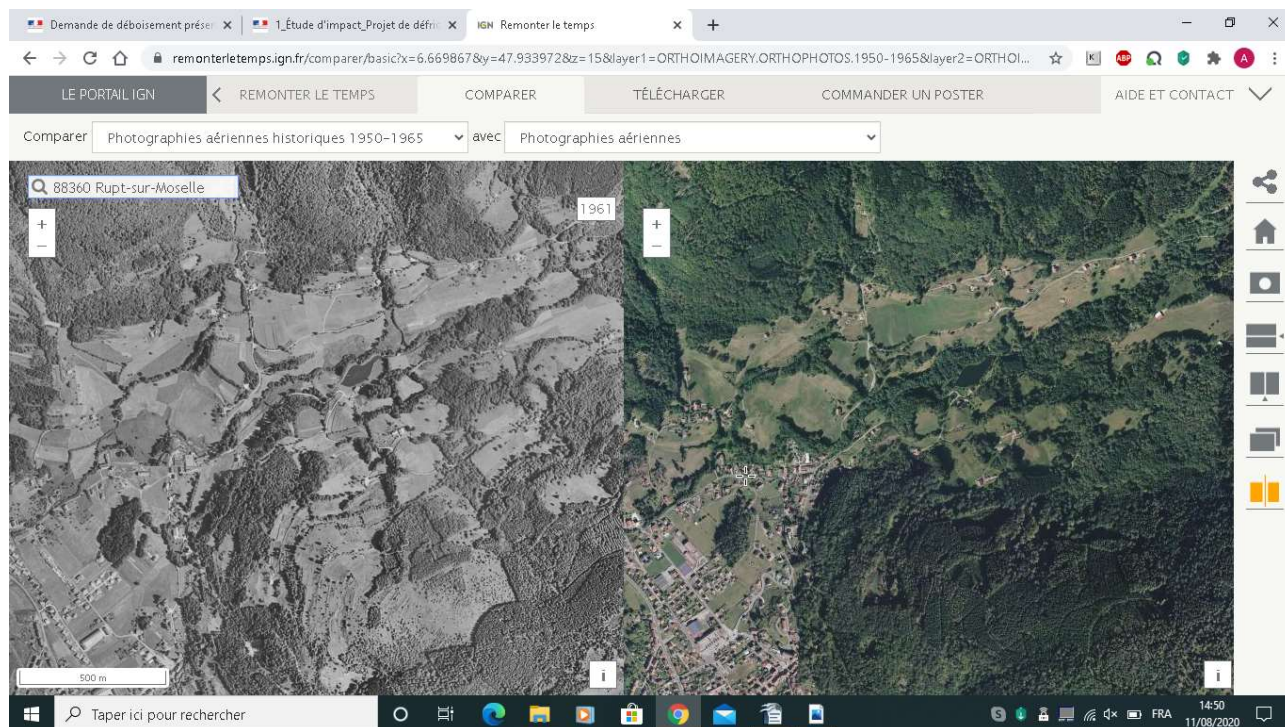 Demande de déboisement préser
1_Étude d'impact_Projet de défric
IGN Remonter le temps
remonterletemps.ign.fr/comparer/basic?x=6.669967&y=47.933972&z=15&layer1=ORTHOIMAGERY.ORTHOPHOTOS.1950-1965&layer2=ORTHOI...
K ABP A
LE PORTAIL IGN
REMONTER LE TEMPS
COMPARER
TÉLÉCHARGER
COMMANDER UN POSTER
AIDE ET CONTACT
Comparer Photographies aériennes historiques 1950-1965 avec Photographies aériennes
88360 Rupt-sur-Moselle
1961
+
−
+
−
500 m
i
i
Taper ici pour rechercher
FRA
14:50
11/08/2020